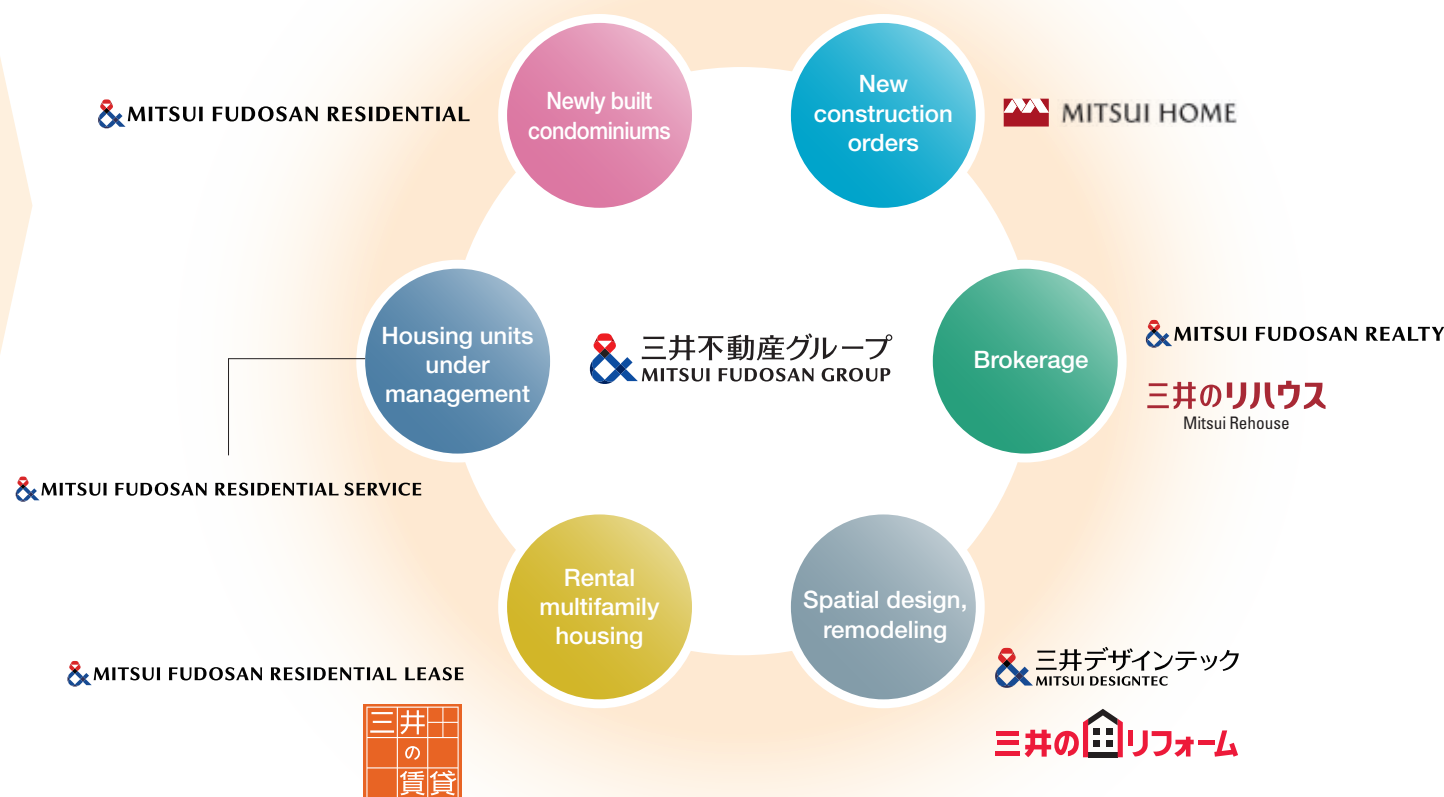 Newly built
condominiums
New
construction
orders
& MITSUI FUDOSAN RESIDENTIAL
MITSUI HOME
Housing units
under
management
& 三井不動産グループ
MITSUI FUDOSAN GROUP
Brokerage
& MITSUI FUDOSAN REALTY
三井のリハウス
Mitsui Rehouse
& MITSUI FUDOSAN RESIDENTIAL SERVICE
Rental
multifamily
housing
Spatial design,
remodeling
& MITSUI FUDOSAN RESIDENTIAL LEASE
三井
の
賃貸
& 三井デザインテック
MITSUI DESIGNTEC
三井のリフォーム